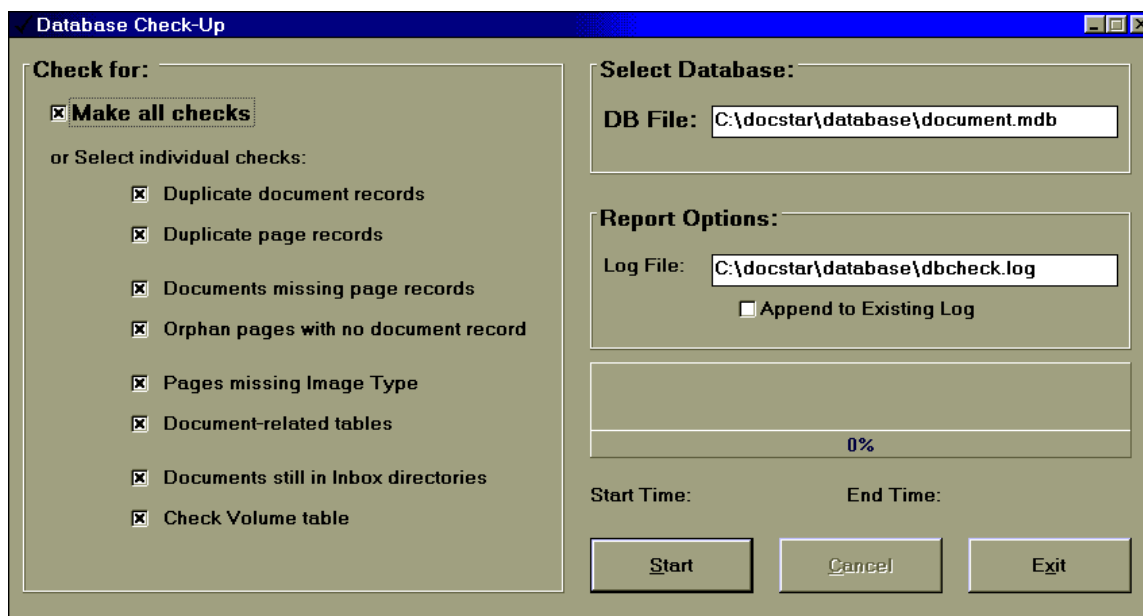 Database Check-Up
Check for:
Make all checks
or Select individual checks:
Duplicate document records
Duplicate page records
Documents missing page records
Orphan pages with no document record
Pages missing Image Type
Document-related tables
Documents still in Inbox directories
Check Volume table
Select Database:
DB File: C:\docstar\database\document.mdb
Report Options:
Log File: C:\docstar\database\dbcheck.log
Append to Existing Log
0%
Start Time: End Time:
Start Cancel Exit